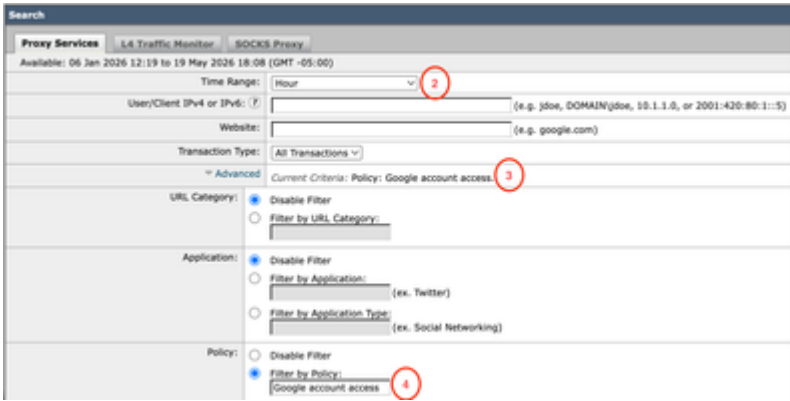 Search
Proxy Services L4 Traffic Monitor SOCKS Proxy
Available: 06 Jan 2026 12:19 to 19 May 2026 18:08 (GMT -05:00)
Time Range: Hour 2
User/Client IPv4 or IPv6: ? (e.g. jdoe, DOMAIN\jdoe, 10.1.1.0, or 2001:420:80:1::5)
Website: (e.g. google.com)
Transaction Type: All Transactions
Advanced Current Criteria: Policy: Google account access. 3
URL Category: Disable Filter
Filter by URL Category:
Application: Disable Filter
Filter by Application:
(ex. Twitter)
Filter by Application Type:
(ex. Social Networking)
Policy: Disable Filter
Filter by Policy:
Google account access 4